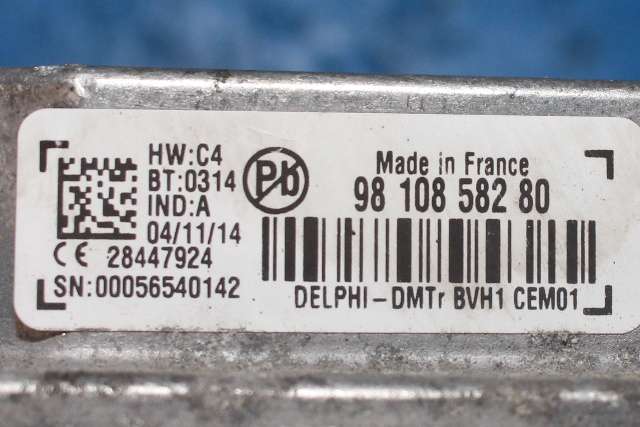 HW:C4
BT:0314
IND:A
04/11/14
CE 28447924
SN:00056540142
Pb
Made in France
98 108 582 80
DELPHI-DMTr BVH1 CEM01